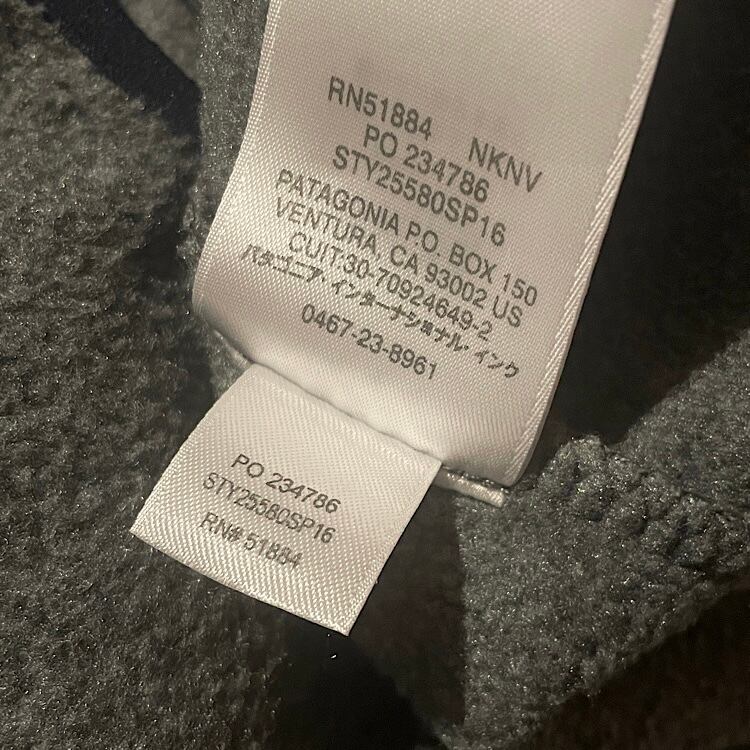 RN51884 NKNV
PO 234786
STY25580SP16
PATAGONIA P.O. BOX 150
VENTURA, CA 93002 US
CUIT:30-70924649-2
パタゴニア・インターナショナル・インク
0467-23-8961
PO 234786
STY25580SP16
RN# 51884